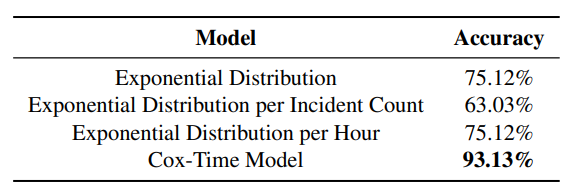 Model Accuracy
Exponential Distribution 75.12%
Exponential Distribution per Incident Count 63.03%
Exponential Distribution per Hour 75.12%
Cox-Time Model 93.13%